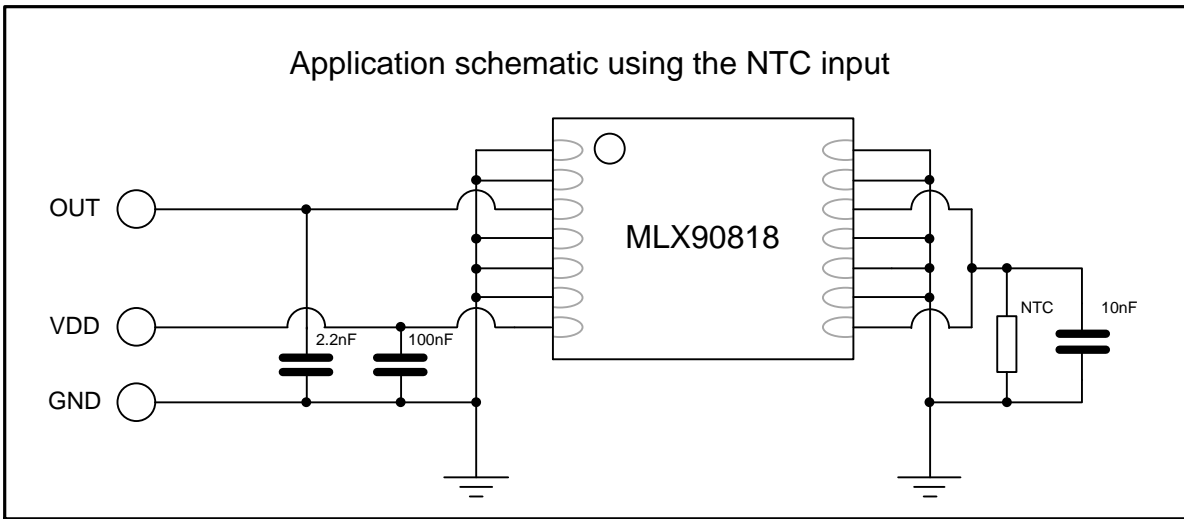 Application schematic using the NTC input
OUT
MLX90818
VDD
2.2nF
100nF
NTC
10nF
GND